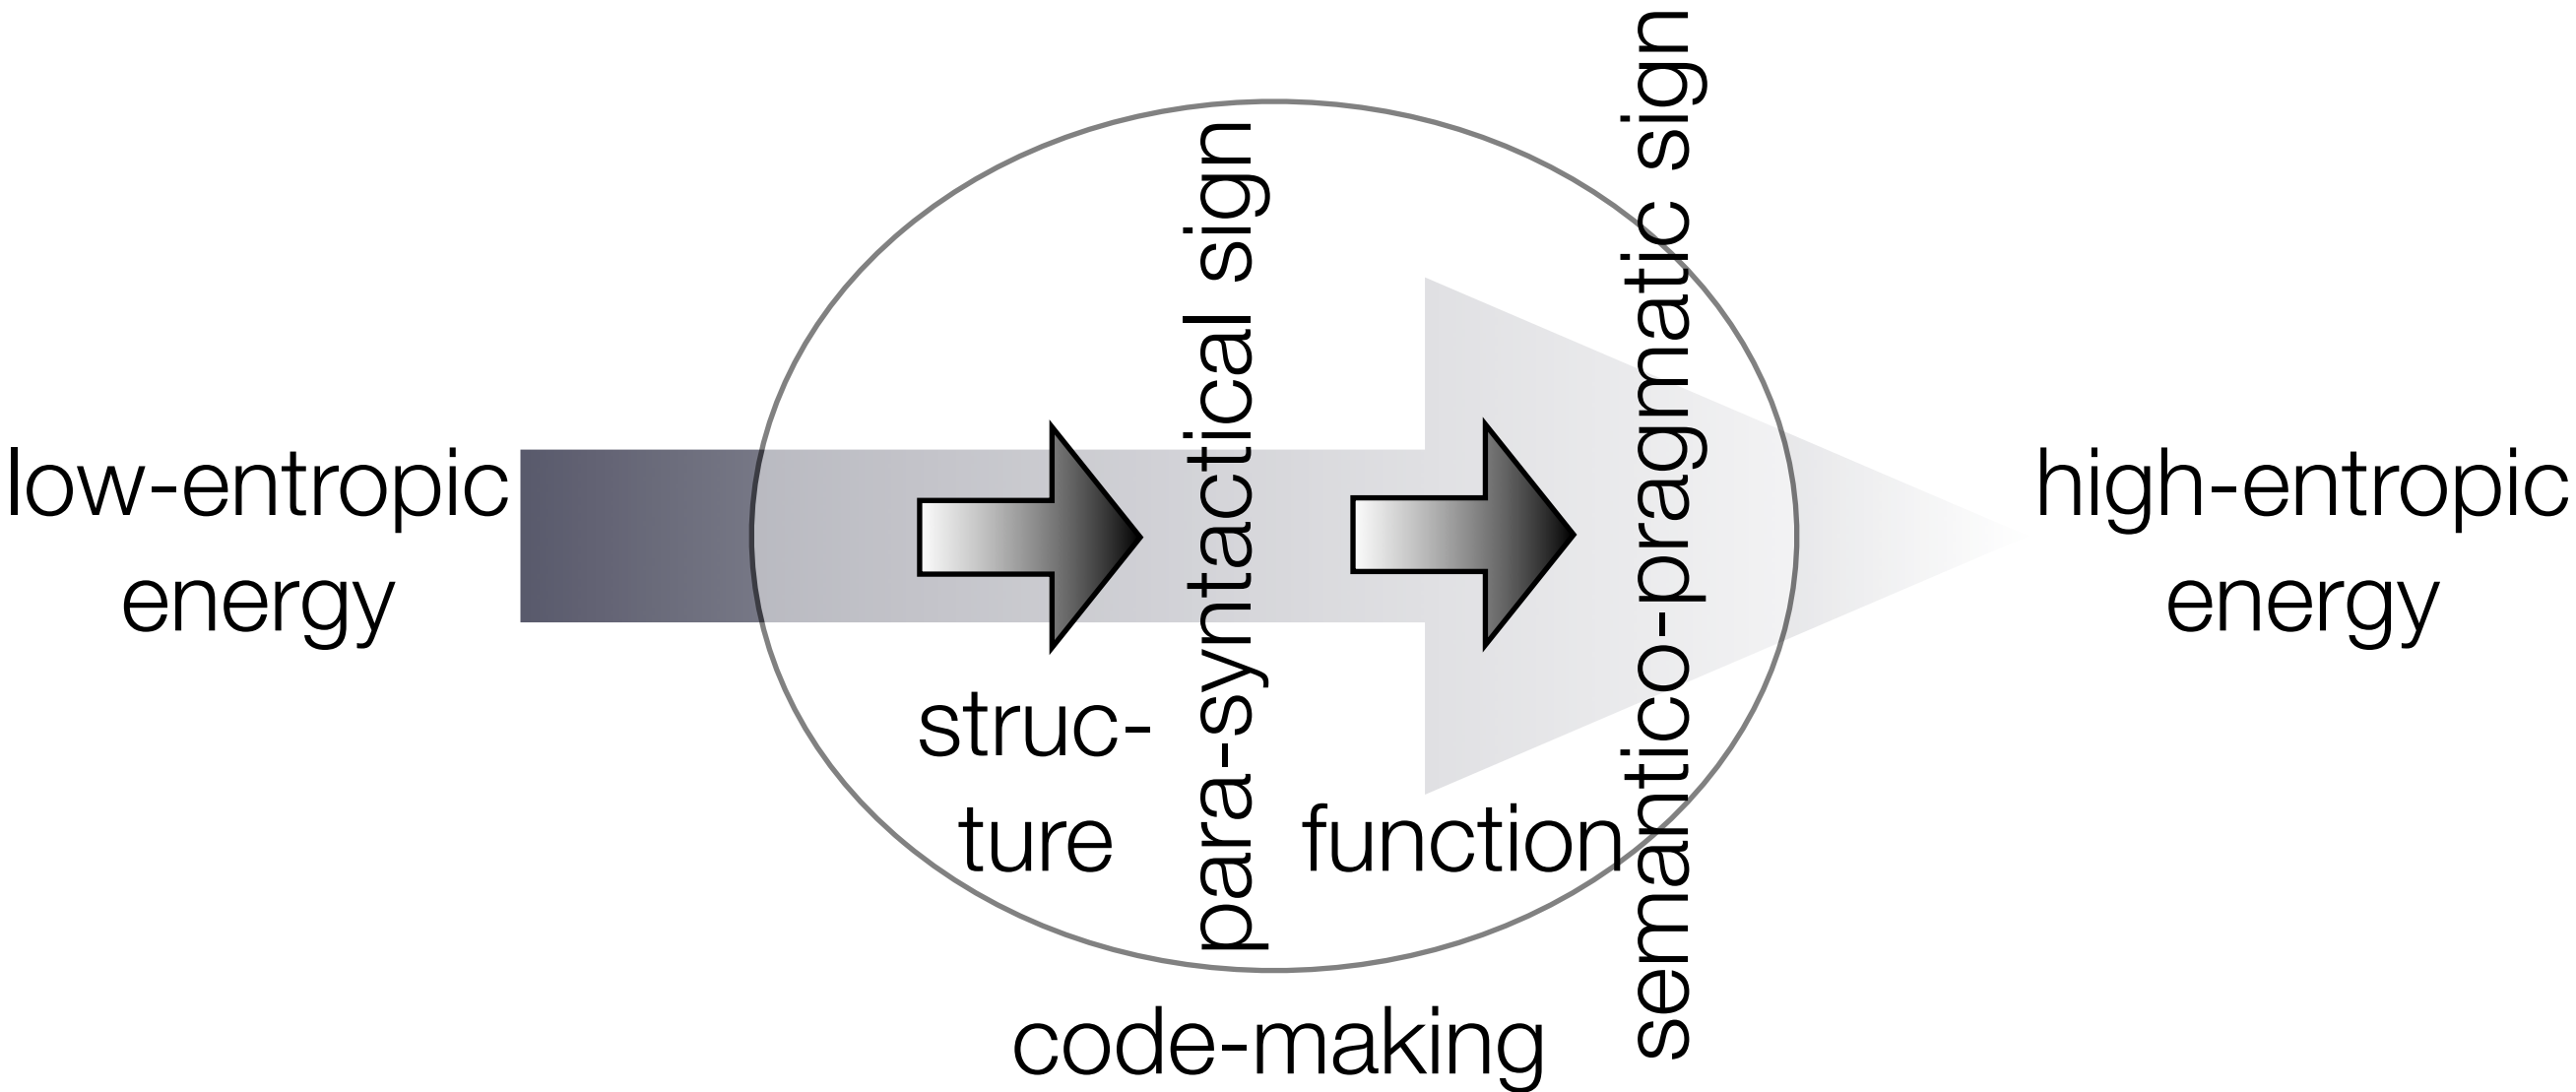 low-entropic
energy
struc-
ture
para-syntactical sign
function
semantico-pragmatic sign
high-entropic
energy
code-making